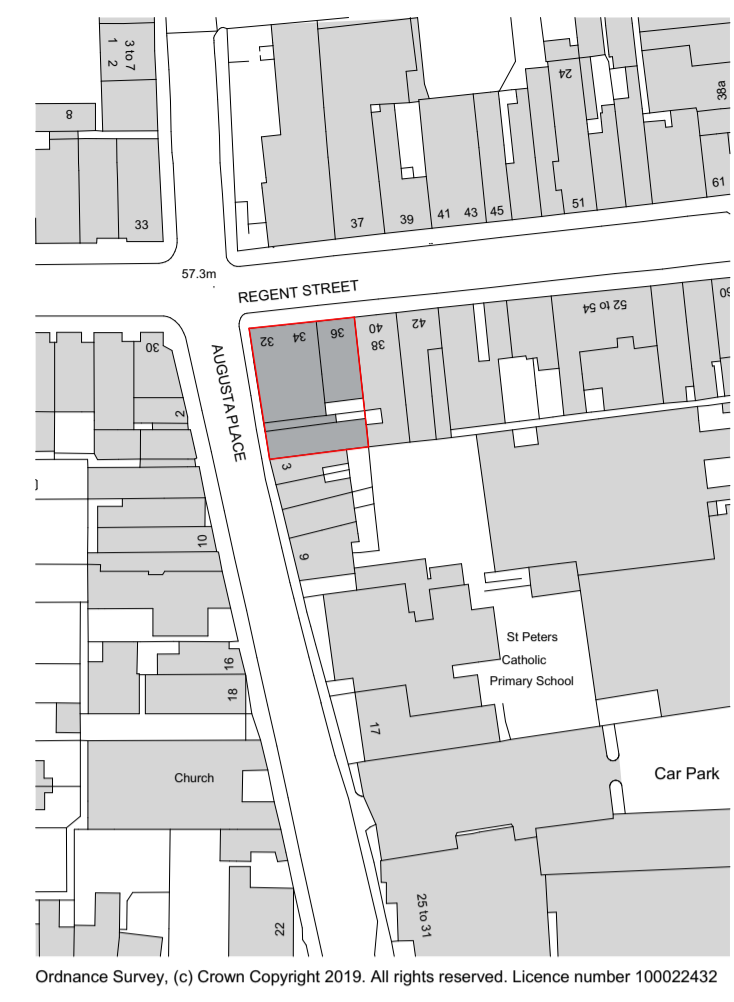 3 to 7
1
2
24
38a
8
33
37
39
41
43
45
51
61
57.3m
REGENT STREET
52 to 54
60
32
34
36
40
38
42
30
AUGUSTA PLACE
2
3
10
9
St Peters
Catholic
Primary School
16
18
17
Church
Car Park
22
25 to 31
Ordnance Survey, (c) Crown Copyright 2019. All rights reserved. Licence number 100022432